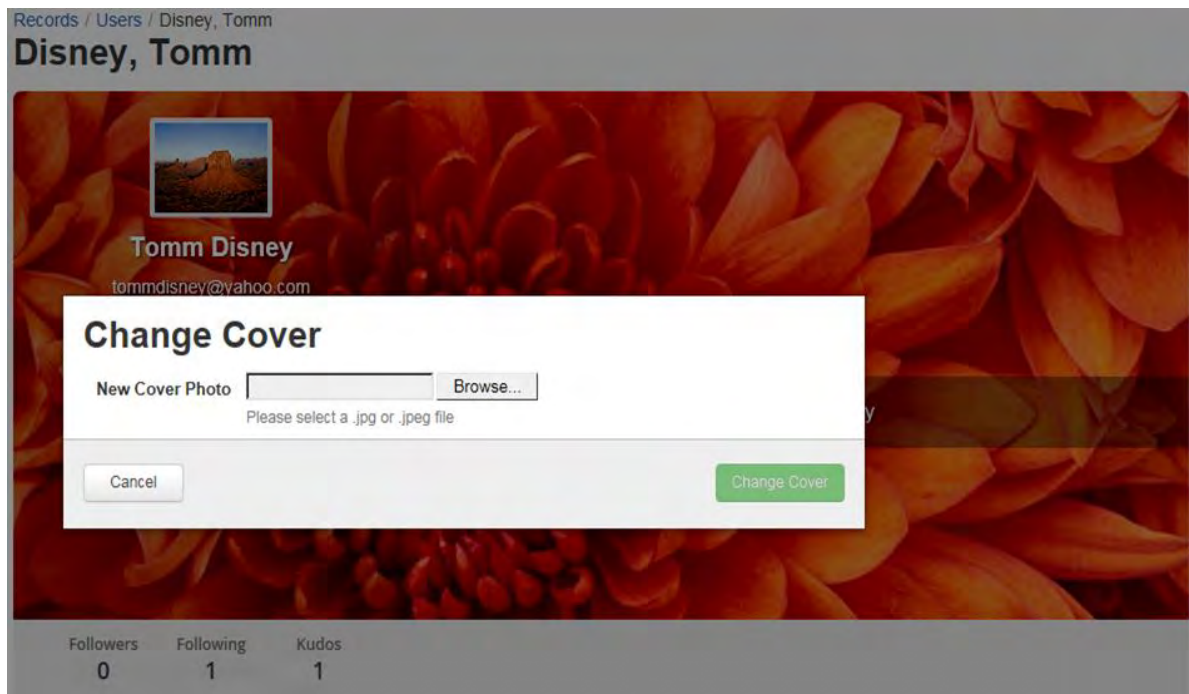 Records / Users / Disney, Tomm
Disney, Tomm
Tomm Disney
tommdisney@yahoo.com
Change Cover
New Cover Photo Browse...
Please select a .jpg or .jpeg file
Cancel Change Cover
Followers Following Kudos
0 1 1